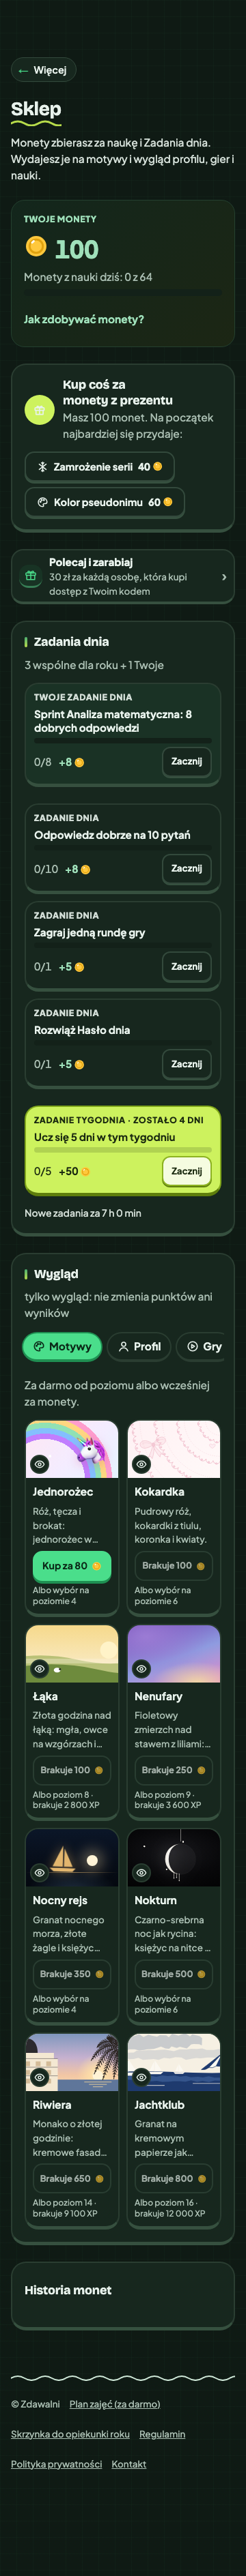 ← Więcej
Sklep
Monety zbierasz za naukę i Zadania dnia.
Wydajesz je na motywy i wygląd profilu, gier i
nauki.
TWOJE MONETY
100
Monety z nauki dziś: 0 z 64
Jak zdobywać monety?
Kup coś za
monety z prezentu
Masz 100 monet. Na początek
najbardziej się przydaje:
Zamrożenie serii 40
Kolor pseudonimu 60
Polecaj i zarabiaj
30 zł za każdą osobę, która kupi
dostęp z Twoim kodem
Zadania dnia
3 wspólne dla roku + 1 Twoje
TWOJE ZADANIE DNIA
Sprint Analiza matematyczna: 8
dobrych odpowiedzi
0/8 +8 Zacznij
ZADANIE DNIA
Odpowiedz dobrze na 10 pytań
0/10 +8 Zacznij
ZADANIE DNIA
Zagraj jedną rundę gry
0/1 +5 Zacznij
ZADANIE DNIA
Rozwiąż Hasło dnia
0/1 +5 Zacznij
ZADANIE TYGODNIA · ZOSTAŁO 4 DNI
Ucz się 5 dni w tym tygodniu
0/5 +50 Zacznij
Nowe zadania za 7 h 0 min
Wygląd
tylko wygląd: nie zmienia punktów ani
wyników
Motywy Profil Gry
Za darmo od poziomu albo wcześniej
za monety.
Jednorożec
Róż, tęcza i
brokat:
jednorożec w…
Kup za 80
Albo wybór na
poziomie 4
Kokardka
Pudrowy róż,
kokardki z tiulu,
koronka i kwiaty.
Brakuje 100
Albo wybór na
poziomie 6
Łąka
Złota godzina nad
łąką: mgła, owce
na wzgórzach i…
Brakuje 100
Albo poziom 8 ·
brakuje 2 800 XP
Nenufary
Fioletowy
zmierzch nad
stawem z liliami:…
Brakuje 250
Albo poziom 9 ·
brakuje 3 600 XP
Nocny rejs
Granat nocnego
morza, złote
żagle i księżyc…
Brakuje 350
Albo wybór na
poziomie 4
Nokturn
Czarno-srebrna
noc jak rycina:
księżyc na nitce …
Brakuje 500
Albo wybór na
poziomie 6
Riwiera
Monako o złotej
godzinie:
kremowe fasad…
Brakuje 650
Albo poziom 14 ·
brakuje 9 100 XP
Jachtklub
Granat na
kremowym
papierze jak…
Brakuje 800
Albo poziom 16 ·
brakuje 12 000 XP
Historia monet
© Zdawalni Plan zajęć (za darmo)
Skrzynka do opiekunki roku Regulamin
Polityka prywatności Kontakt